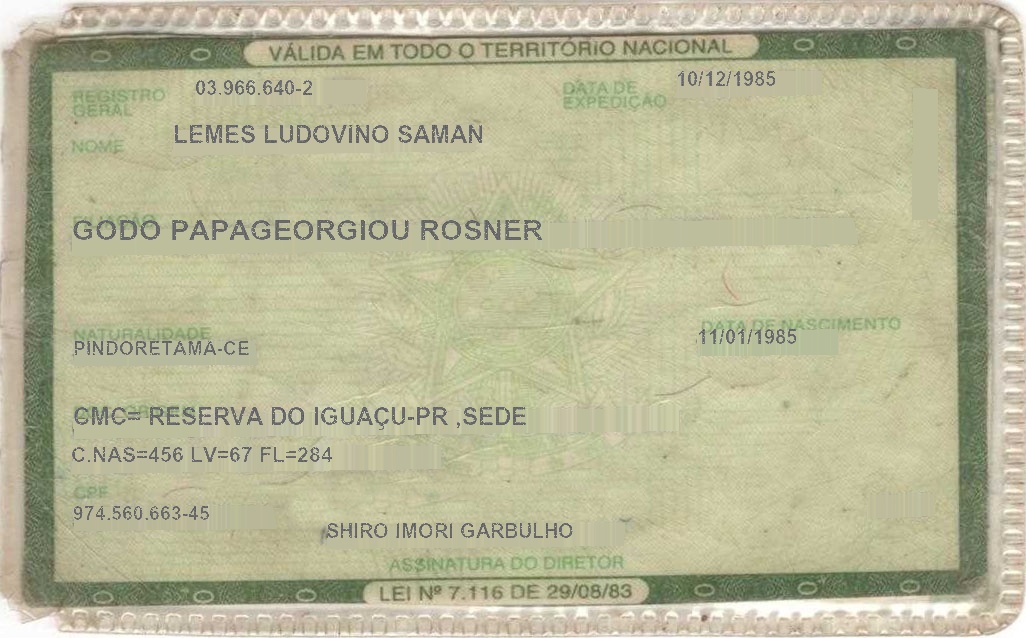 VÁLIDA EM TODO O TERRITÓRIO NACIONAL
REGISTRO GERAL 03.966.640-2 DATA DE EXPEDIÇÃO 10/12/1985
NOME LEMES LUDOVINO SAMAN
FILIAÇÃO
GODO PAPAGEORGIOU ROSNER
NATURALIDADE DATA DE NASCIMENTO
PINDORETAMA-CE 11/01/1985
CMC= RESERVA DO IGUAÇU-PR ,SEDE
C.NAS=456 LV=67 FL=284
CPF
974.560.663-45
SHIRO IMORI GARBULHO
ASSINATURA DO DIRETOR
LEI Nº 7.116 DE 29/08/83